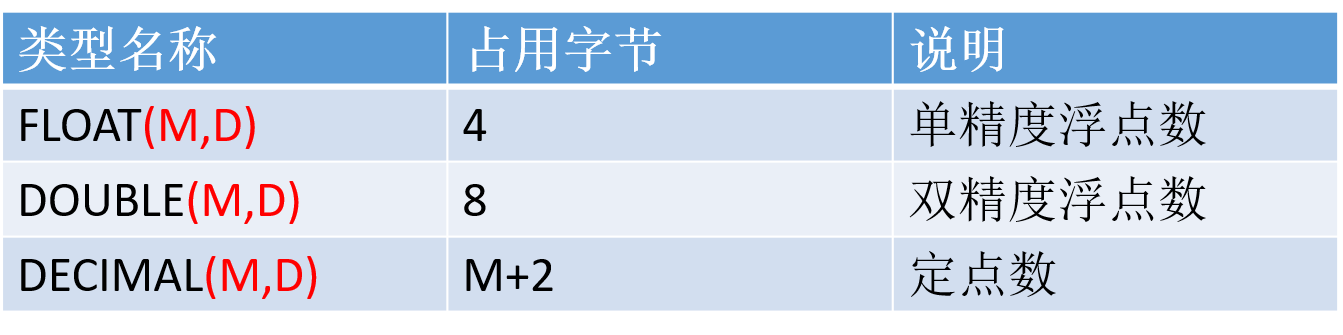 类型名称 占用字节 说明
FLOAT(M,D) 4 单精度浮点数
DOUBLE(M,D) 8 双精度浮点数
DECIMAL(M,D) M+2 定点数